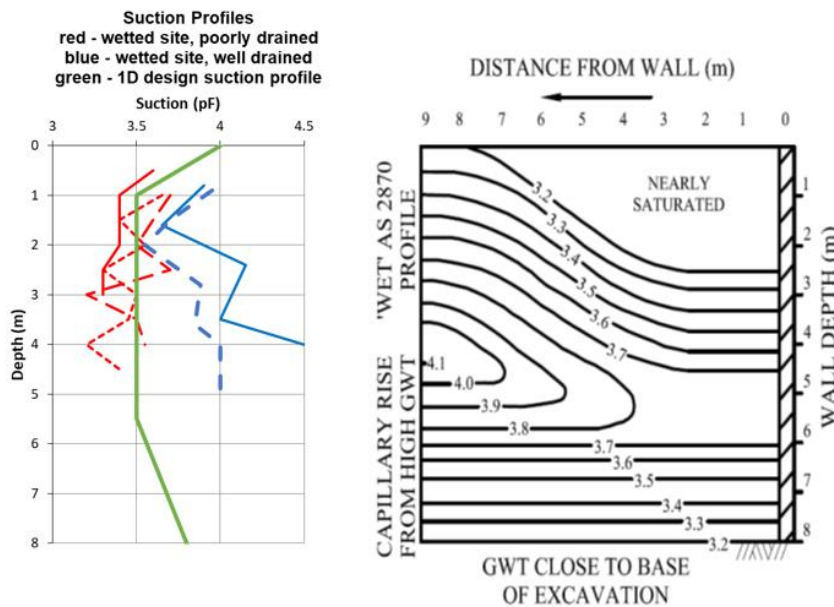 Suction Profiles
red - wetted site, poorly drained
blue - wetted site, well drained
green - 1D design suction profile
Suction (pF)
3 3.5 4 4.5
Depth (m)
0
1
2
3
4
5
6
7
8
DISTANCE FROM WALL (m)
9 8 7 6 5 4 3 2 1 0
'WET' AS 2870
PROFILE
CAPILLARY RISE
FROM HIGH GWT
NEARLY
SATURATED
3.2
3.3
3.4
3.5
3.6
3.7
4.1
4.0
3.9
3.8
3.7
3.6
3.5
3.4
3.3
3.2
1
2
3
4
5
6
7
8
WALL DEPTH (m)
GWT CLOSE TO BASE
OF EXCAVATION